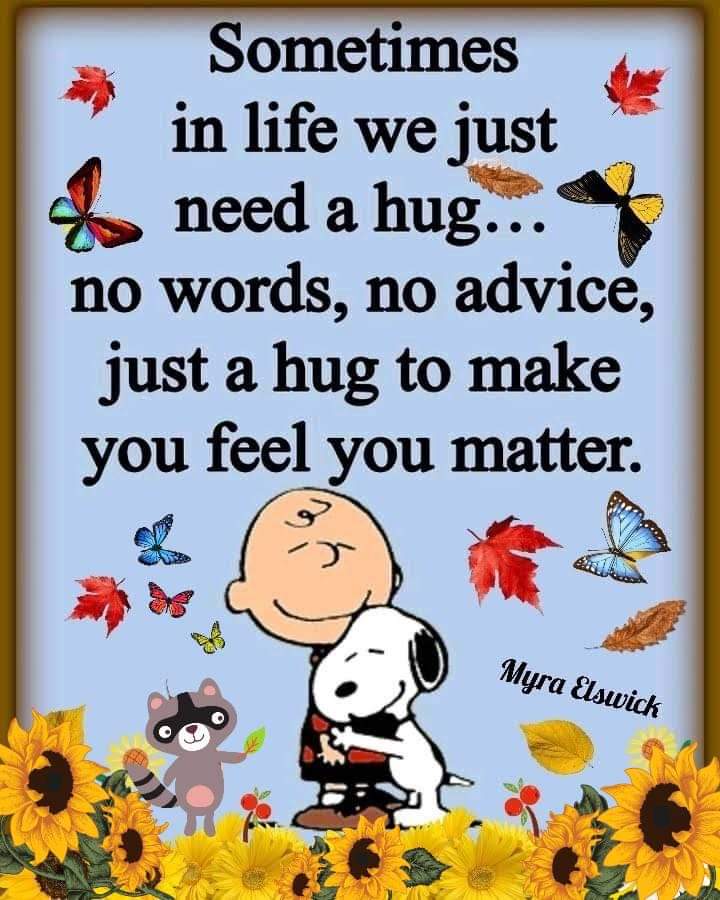 Sometimes
in life we just
need a hug...
no words, no advice,
just a hug to make
you feel you matter.
Myra Elswick